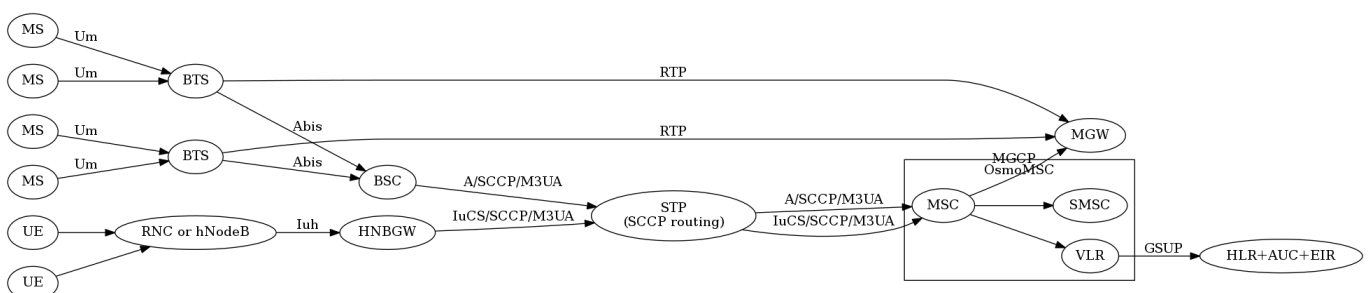 MS
Um
MS
Um
BTS
RTP
MS
Um
MS
Um
BTS
Abis
Abis
RTP
BSC
A/SCCP/M3UA
MGW
MGCP
OsmoMSC
UE
RNC or hNodeB
Iuh
HNBGW
IuCS/SCCP/M3UA
STP
(SCCP routing)
A/SCCP/M3UA
IuCS/SCCP/M3UA
MSC
SMSC
VLR
GSUP
HLR+AUC+EIR
UE